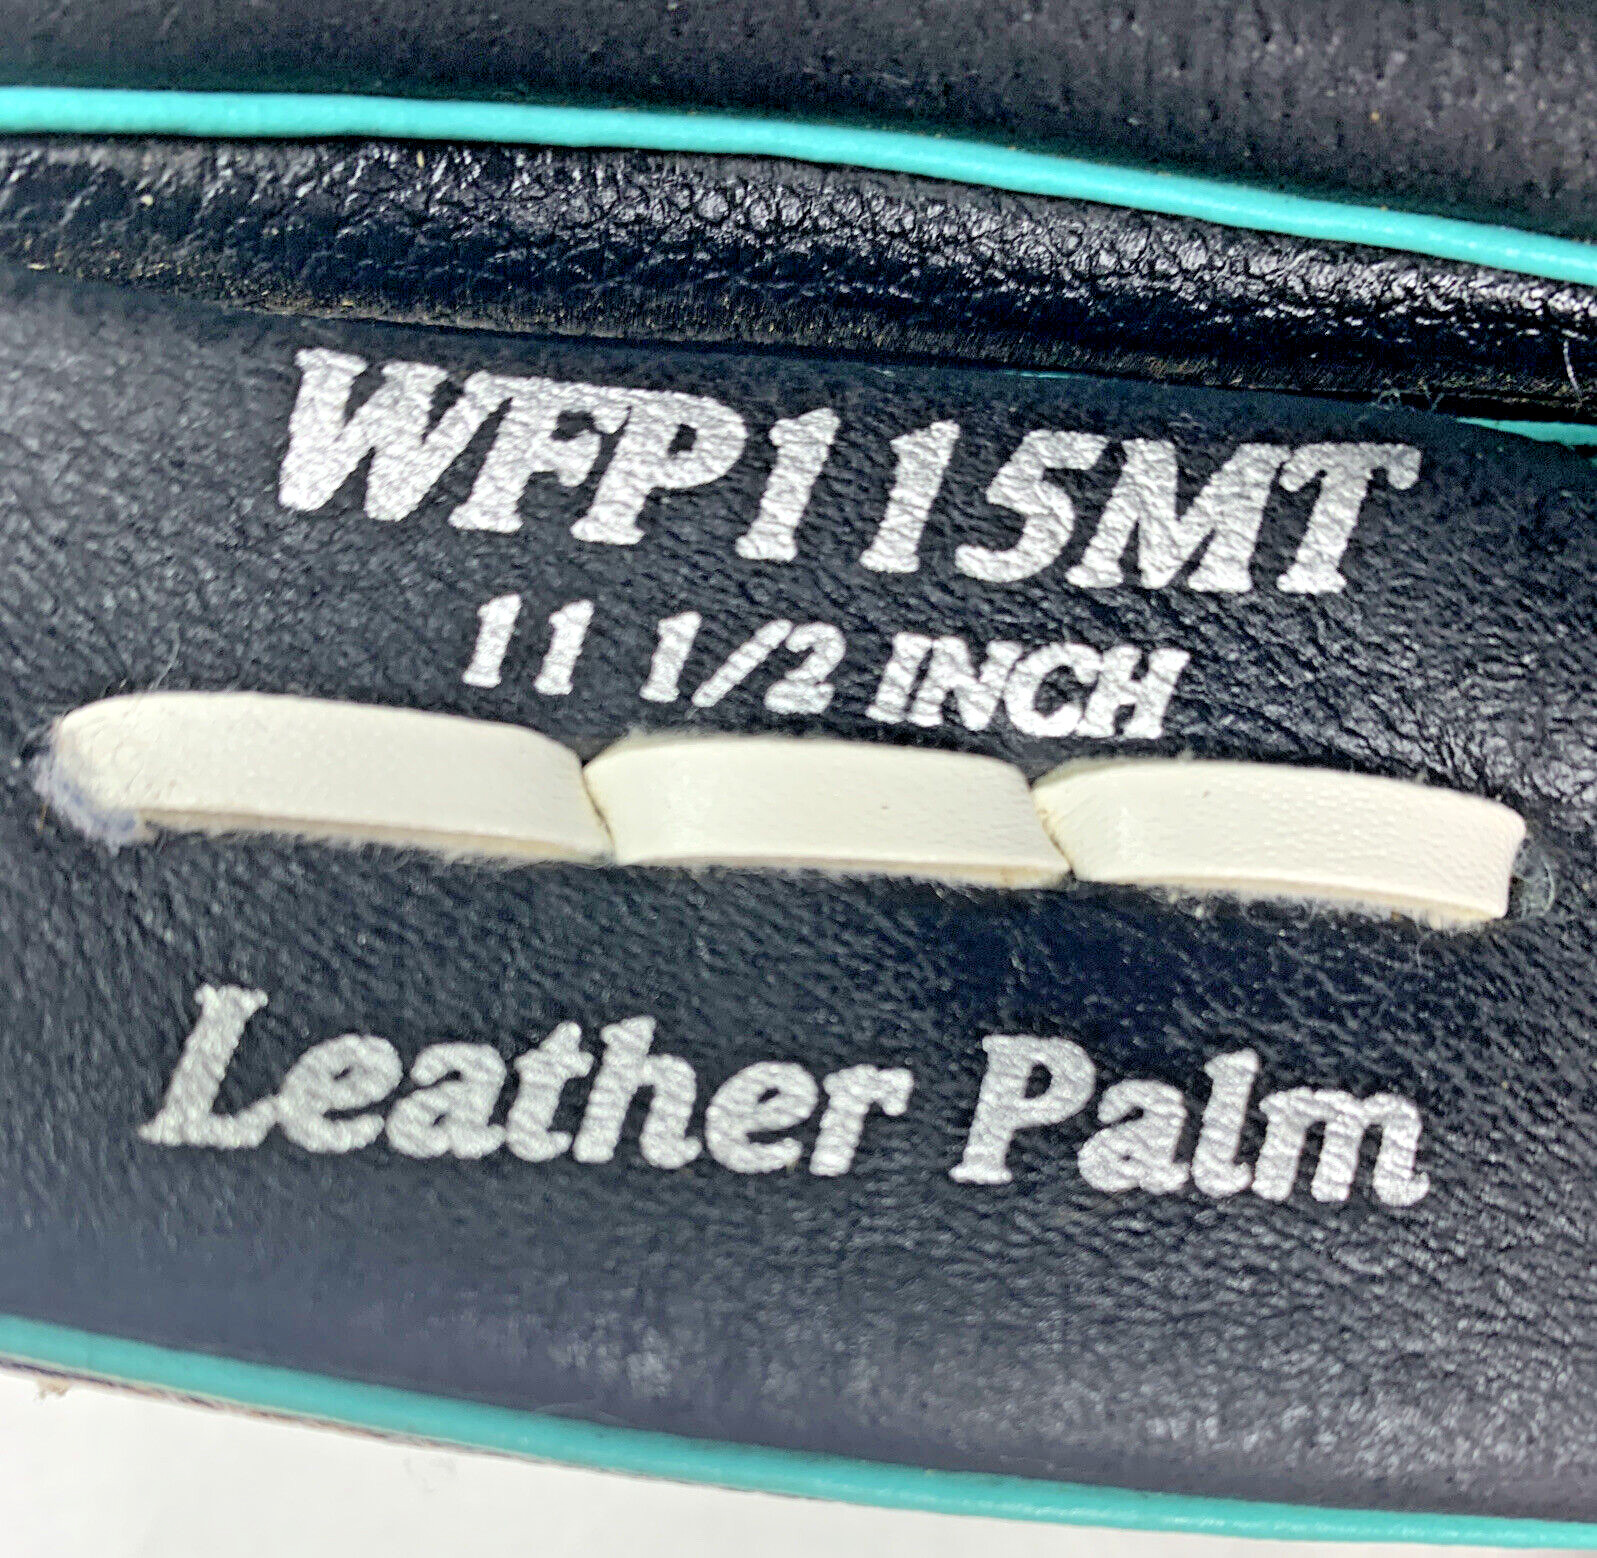 WFP115MT
11 1/2 INCH
Leather Palm